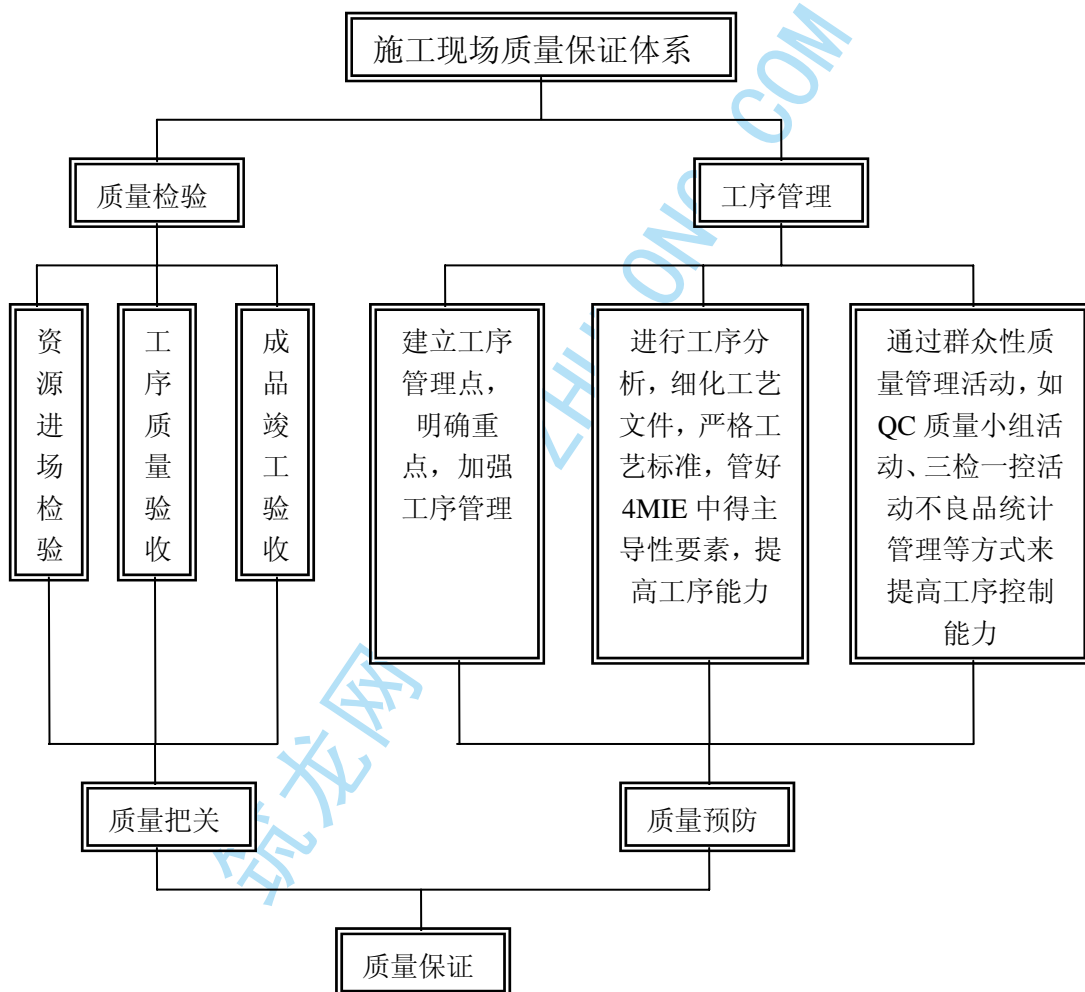 施工现场质量保证体系
质量检验
工序管理
资源进场检验
工序质量验收
成品竣工验收
建立工序
管理点，
明确重
点，加强
工序管理
进行工序分
析，细化工艺
文件，严格工
艺标准，管好
4MIE 中得主
导性要素，提
高工序能力
通过群众性质
量管理活动，如
QC 质量小组活
动、三检一控活
动不良品统计
管理等方式来
提高工序控制
能力
质量把关
质量预防
质量保证
筑龙网
COM